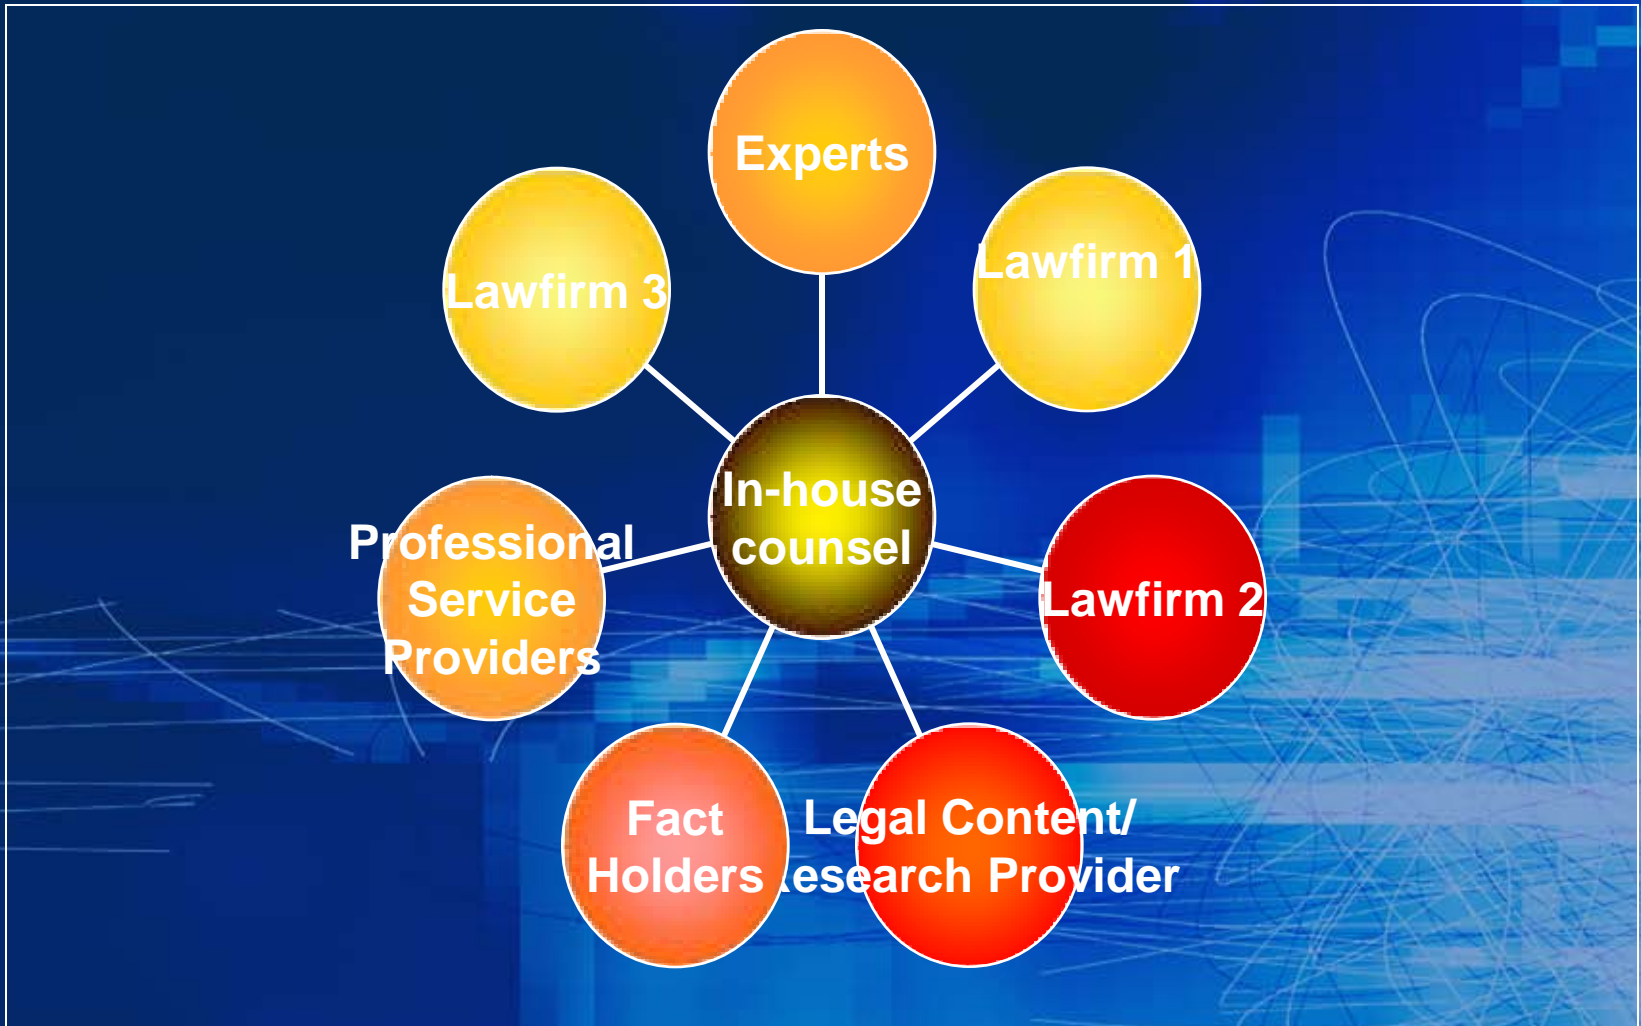 Experts
Lawfirm 1
Lawfirm 3
In-house
counsel
Professional
Service
Providers
Lawfirm 2
Fact
Holders
Legal Content/
esearch Provider